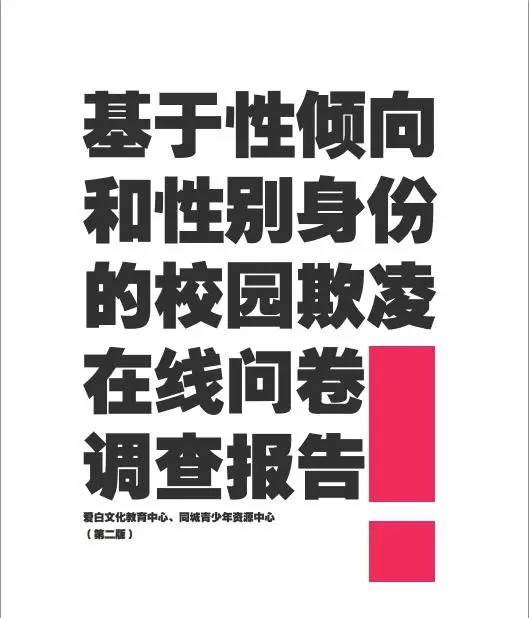 基于性倾向
和性别身份
的校园欺凌
在线问卷
调查报告
爱白文化教育中心、同城青少年资源中心
（第二版）